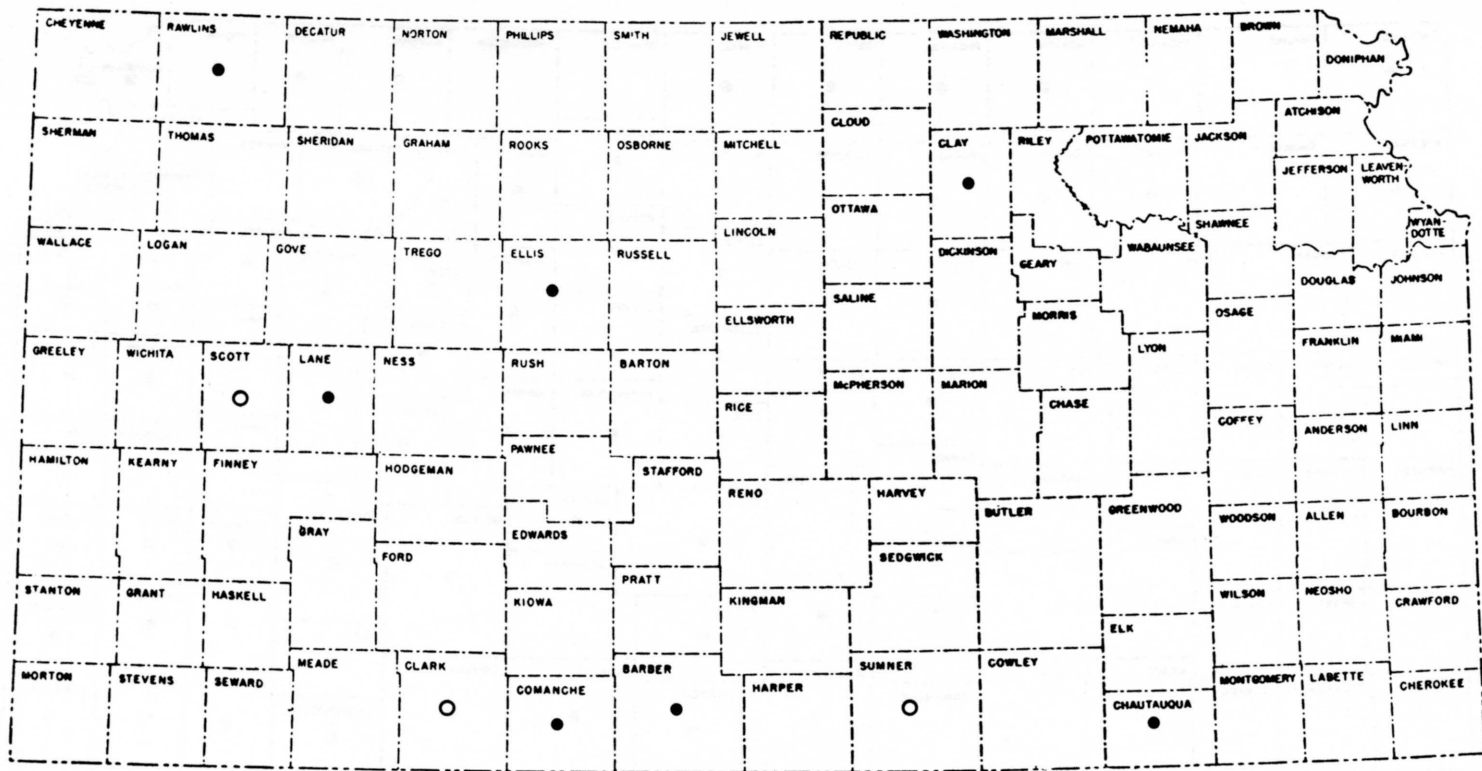 CHEYENNE
RAWLINS
DECATUR
NORTON
PHILLIPS
SMITH
JEWELL
REPUBLIC
WASHINGTON
MARSHALL
NEMAHA
BROWN
DONIPHAN
SHERMAN
THOMAS
SHERIDAN
GRAHAM
ROOKS
OSBORNE
MITCHELL
CLOUD
CLAY
RILEY
POTTAWATOMIE
JACKSON
ATCHISON
JEFFERSON
LEAVEN-
WORTH
WYAN
DOTTE
WALLACE
LOGAN
GOVE
TREGO
ELLIS
RUSSELL
LINCOLN
OTTAWA
DICKINSON
GEARY
WABAUNSEE
SHAWNEE
DOUGLAS
JOHNSON
ELLSWORTH
SALINE
MORRIS
OSAGE
GREELEY
WICHITA
SCOTT
LANE
NESS
RUSH
BARTON
RICE
McPHERSON
MARION
CHASE
LYON
FRANKLIN
MIAMI
COFFEY
ANDERSON
LINN
HAMILTON
KEARNY
FINNEY
HODGEMAN
PAWNEE
STAFFORD
RENO
HARVEY
BUTLER
GREENWOOD
WOODSON
ALLEN
BOURBON
GRAY
FORD
EDWARDS
SEDGWICK
STANTON
GRANT
HASKELL
KIOWA
PRATT
KINGMAN
ELK
WILSON
NEOSHO
CRAWFORD
MORTON
STEVENS
SEWARD
MEADE
CLARK
COMANCHE
BARBER
HARPER
SUMNER
COWLEY
CHAUTAUQUA
MONTGOMERY
LABETTE
CHEROKEE